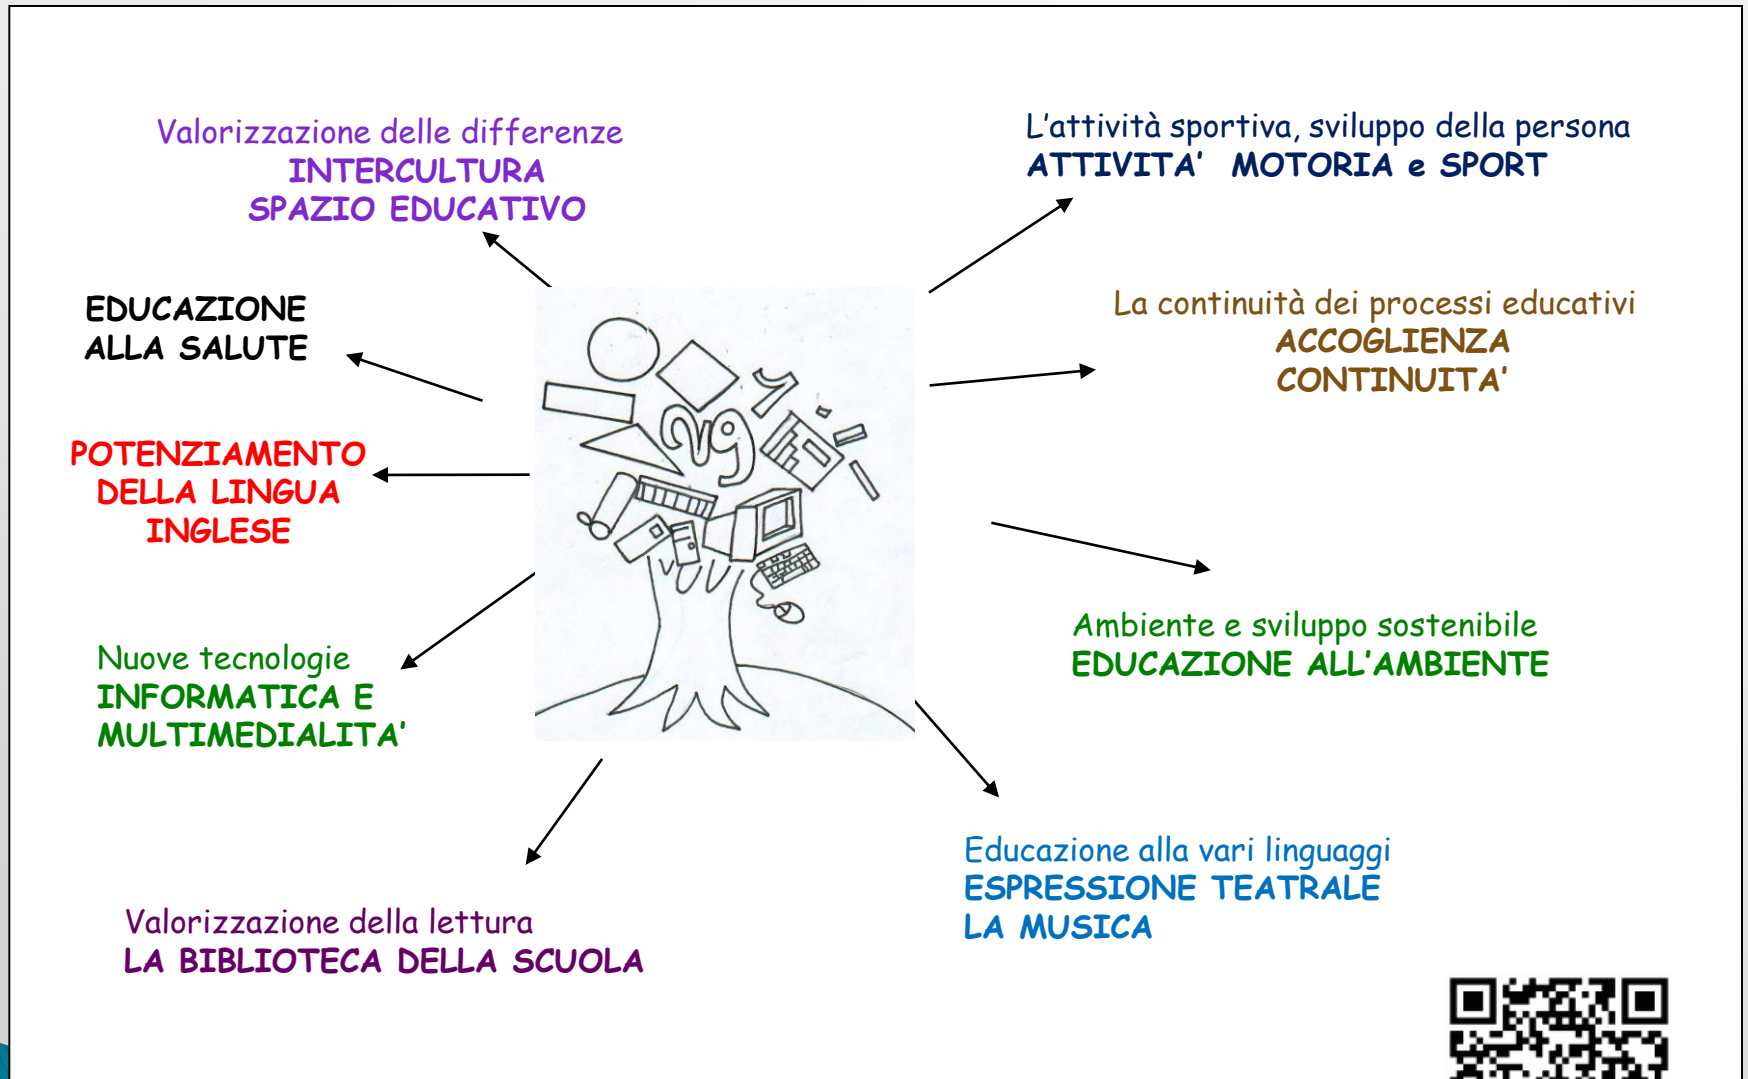 Valorizzazione delle differenze
INTERCULTURA
SPAZIO EDUCATIVO
L'attività sportiva, sviluppo della persona
ATTIVITA' MOTORIA e SPORT
EDUCAZIONE
ALLA SALUTE
La continuità dei processi educativi
ACCOGLIENZA
CONTINUITA'
POTENZIAMENTO
DELLA LINGUA
INGLESE
Nuove tecnologie
INFORMATICA E
MULTIMEDIALITA'
Ambiente e sviluppo sostenibile
EDUCAZIONE ALL'AMBIENTE
Valorizzazione della lettura
LA BIBLIOTECA DELLA SCUOLA
Educazione alla vari linguaggi
ESPRESSIONE TEATRALE
LA MUSICA